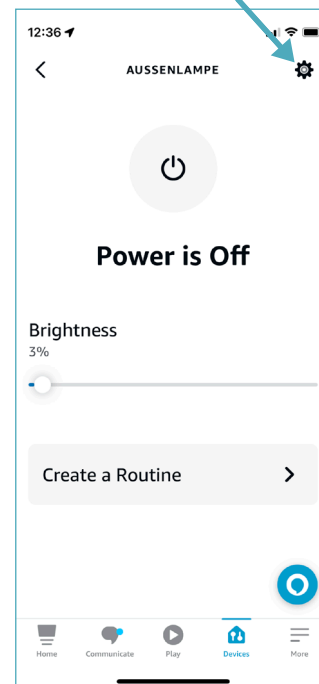 12:36
AUSSENLAMPE
Power is Off
Brightness
3%
Create a Routine
Home Communicate Play Devices More